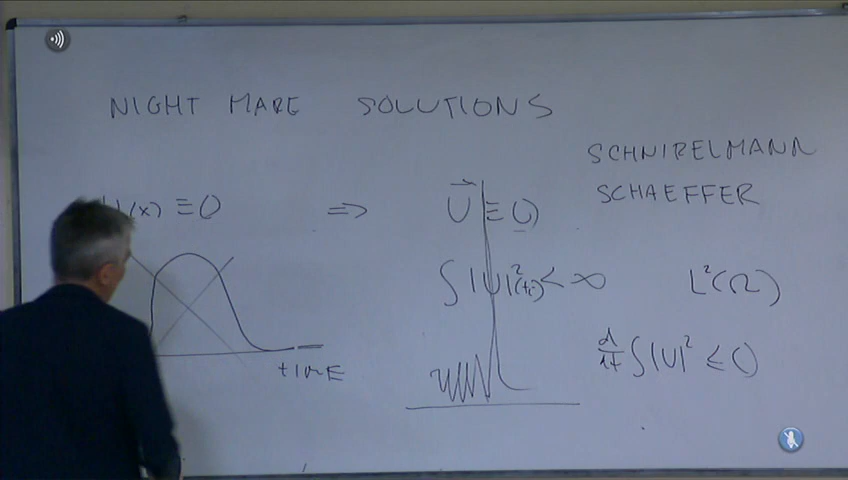 NIGHT MARE SOLUTIONS
SCHNIRELMANN
SCHAEFFER
U(x) ≡ 0 ⇒ U⃗ ≡ 0
∫|U|²(t) < ∞ L²(Ω)
d/dt ∫|U|² ≤ 0
tIME